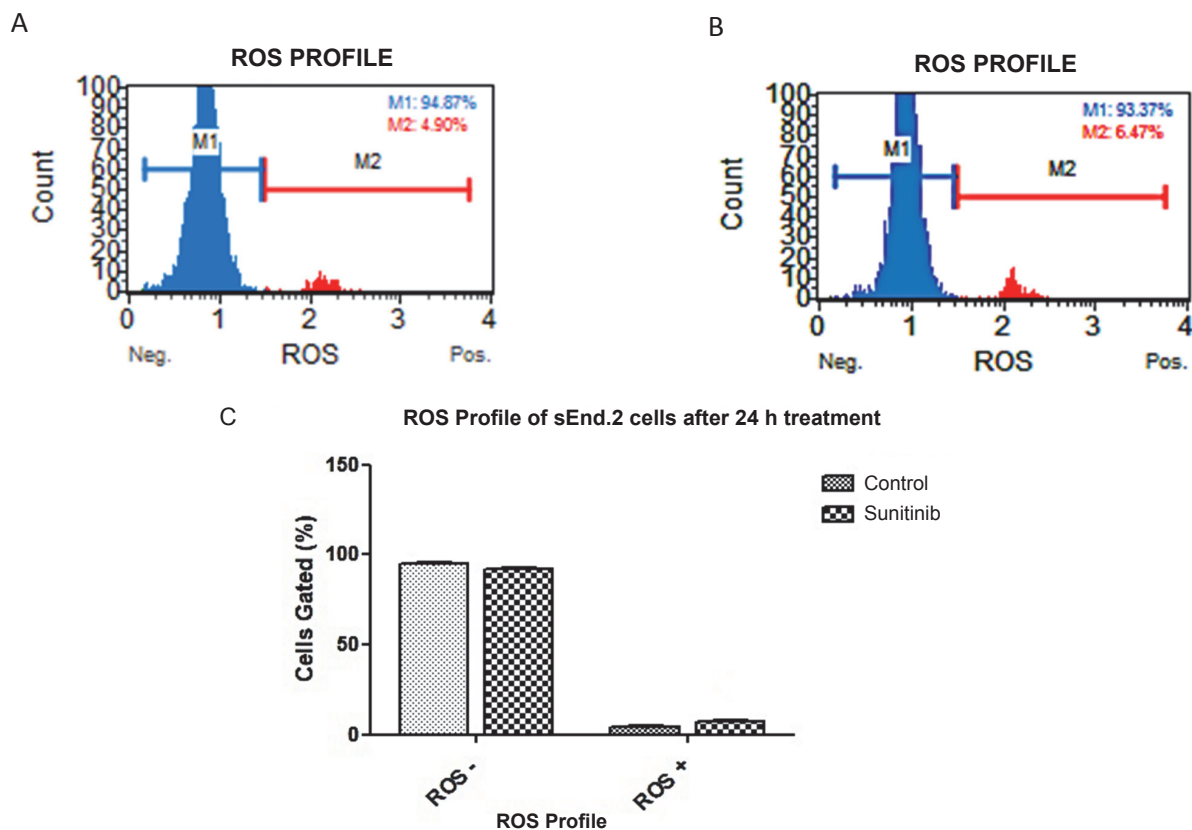 A
ROS PROFILE
100
90
80
70
60
50
40
30
20
10
0
Count
M1: 94.87%
M2: 4.90%
M1
M2
0 1 2 3 4
Neg. ROS Pos.
B
ROS PROFILE
100
90
80
70
60
50
40
30
20
10
0
Count
M1: 93.37%
M2: 6.47%
M1
M2
0 1 2 3 4
Neg. ROS Pos.
C
ROS Profile of sEnd.2 cells after 24 h treatment
150
100
50
0
Cells Gated (%)
Control
Sunitinib
ROS -
ROS +
ROS Profile